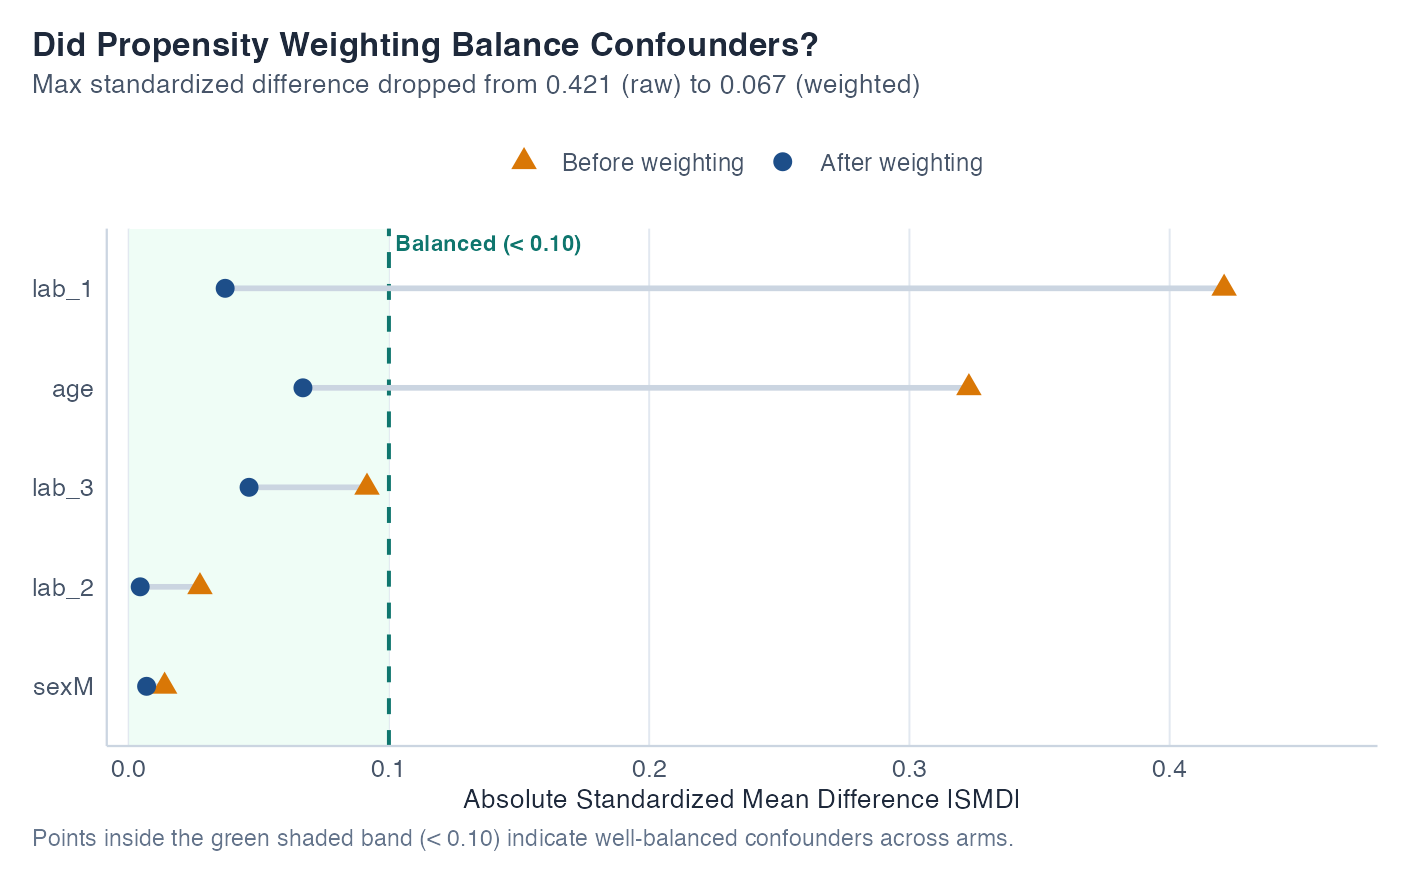 Did Propensity Weighting Balance Confounders?
Max standardized difference dropped from 0.421 (raw) to 0.067 (weighted)
Before weighting After weighting
Balanced (< 0.10)
lab_1
age
lab_3
lab_2
sexM
0.0 0.1 0.2 0.3 0.4
Absolute Standardized Mean Difference |SMD|
Points inside the green shaded band (< 0.10) indicate well-balanced confounders across arms.